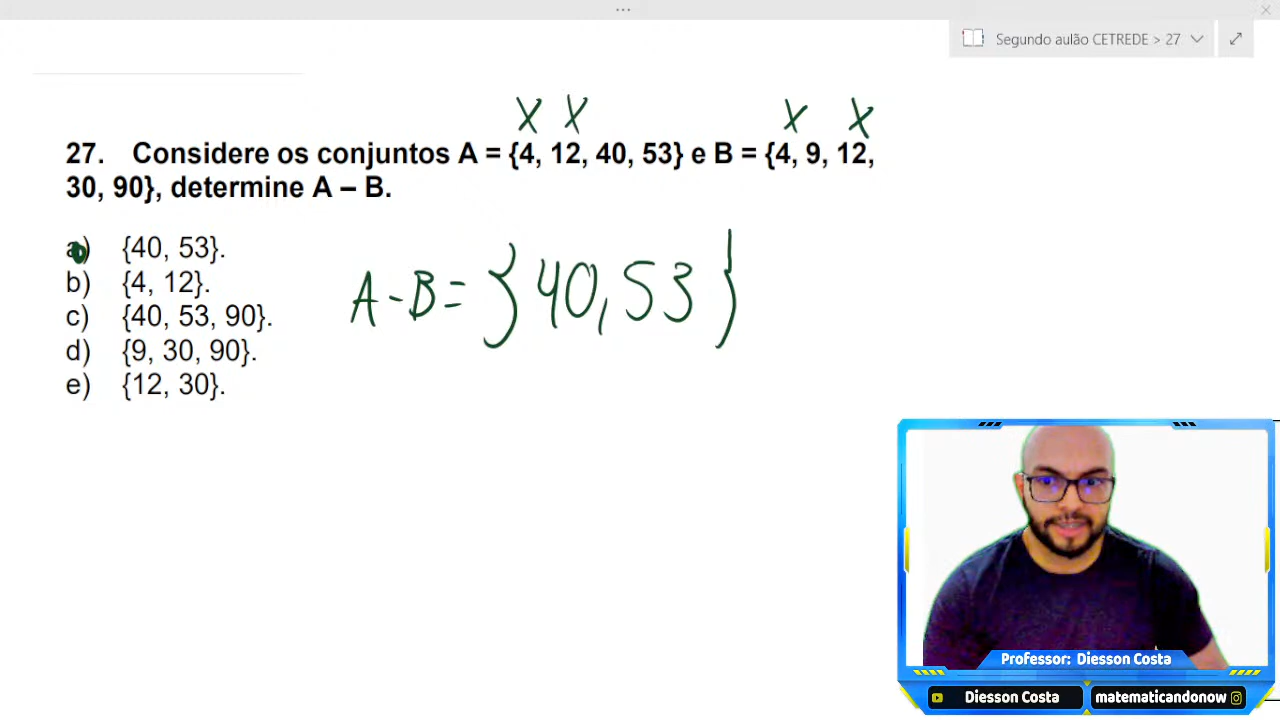 Segundo aulão CETREDE > 27
X X X X
27. Considere os conjuntos A = {4, 12, 40, 53} e B = {4, 9, 12,
30, 90}, determine A – B.
a) {40, 53}.
b) {4, 12}.
c) {40, 53, 90}.
d) {9, 30, 90}.
e) {12, 30}.
A-B= }40,53}
Professor: Diesson Costa
Diesson Costa
matematicandonow